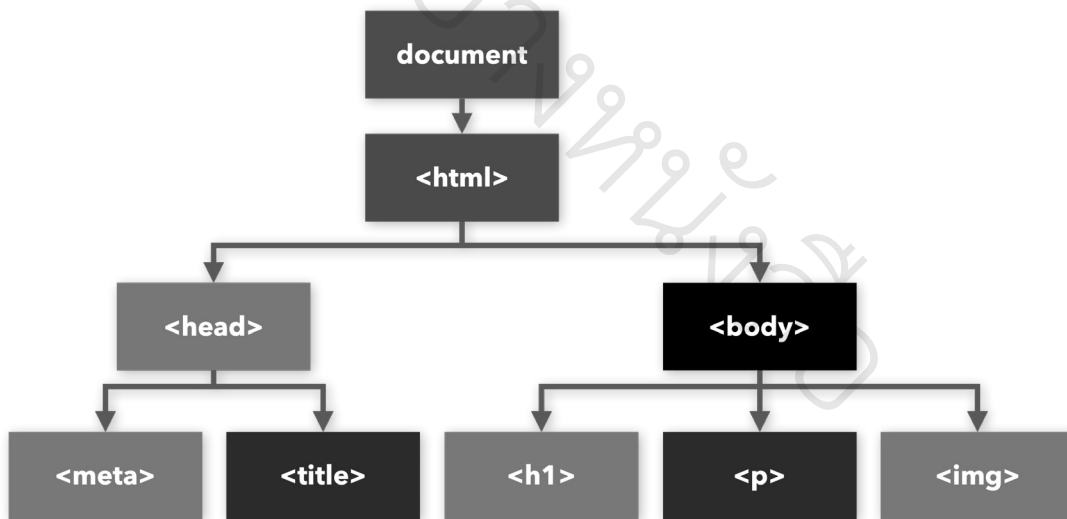 document
<html>
<head>
<body>
<meta>
<title>
<h1>
<p>
<img>